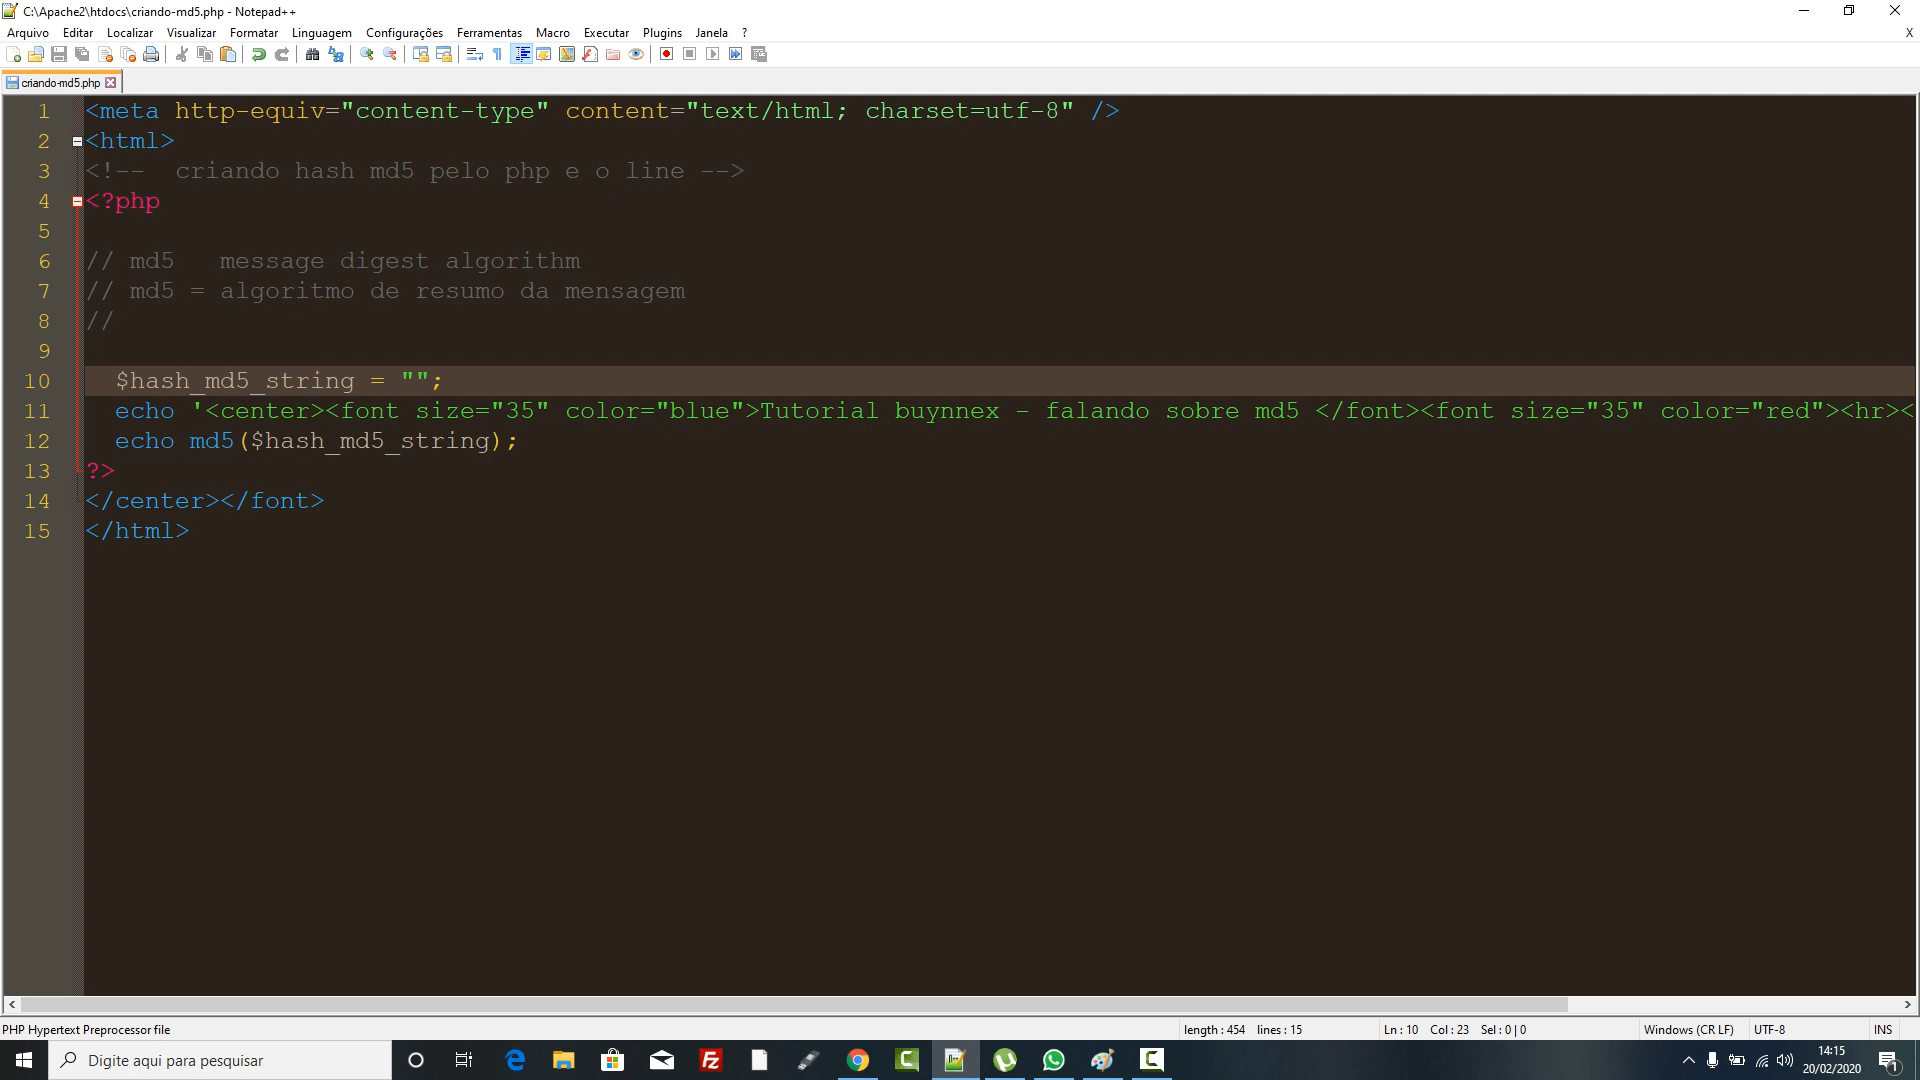 C:\Apache2\htdocs\criando-md5.php - Notepad++
Arquivo Editar Localizar Visualizar Formatar Linguagem Configurações Ferramentas Macro Executar Plugins Janela ? X
criando-md5.php
1 <meta http-equiv="content-type" content="text/html; charset=utf-8" />
2 <html>
3 <!--  criando hash md5 pelo php e o line -->
4 <?php
5
6 // md5   message digest algorithm
7 // md5 = algoritmo de resumo da mensagem
8 //
9
10   $hash_md5_string = "";
11   echo '<center><font size="35" color="blue">Tutorial buynnex - falando sobre md5 </font><font size="35" color="red"><hr><
12   echo md5($hash_md5_string);
13 ?>
14 </center></font>
15 </html>
PHP Hypertext Preprocessor file length : 454 lines : 15 Ln : 10 Col : 23 Sel : 0 | 0 Windows (CR LF) UTF-8 INS
Digite aqui para pesquisar
14:15
20/02/2020
1